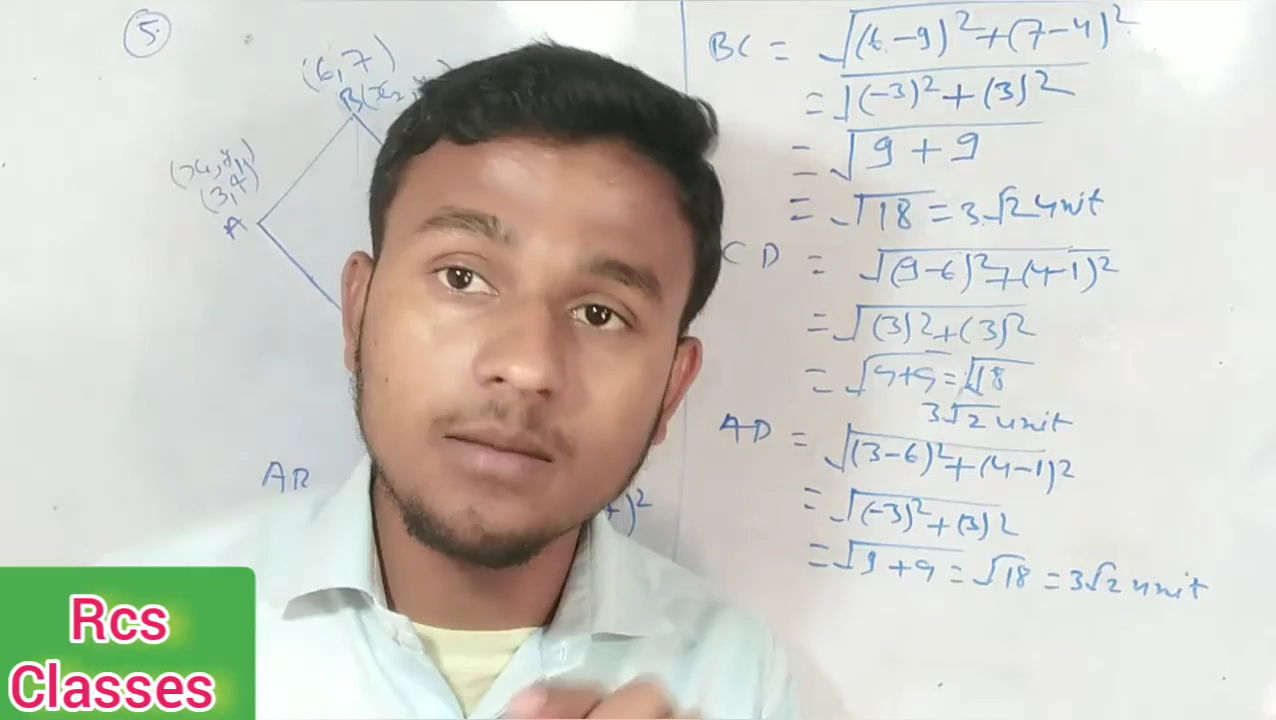 5.
(6,7)
B(x2,
(x1,y1)
(3,4)
A
AB
)²
BC = √(6-9)²+(7-4)²
= √(-3)²+(3)²
= √9+9
= √18 = 3√2 unit
CD = √(9-6)²+(4-1)²
= √(3)²+(3)²
= √9+9 = √18
3√2 unit
AD = √(3-6)²+(4-1)²
= √(-3)²+(3)²
= √9+9 = √18 = 3√2 unit
Rcs
Classes